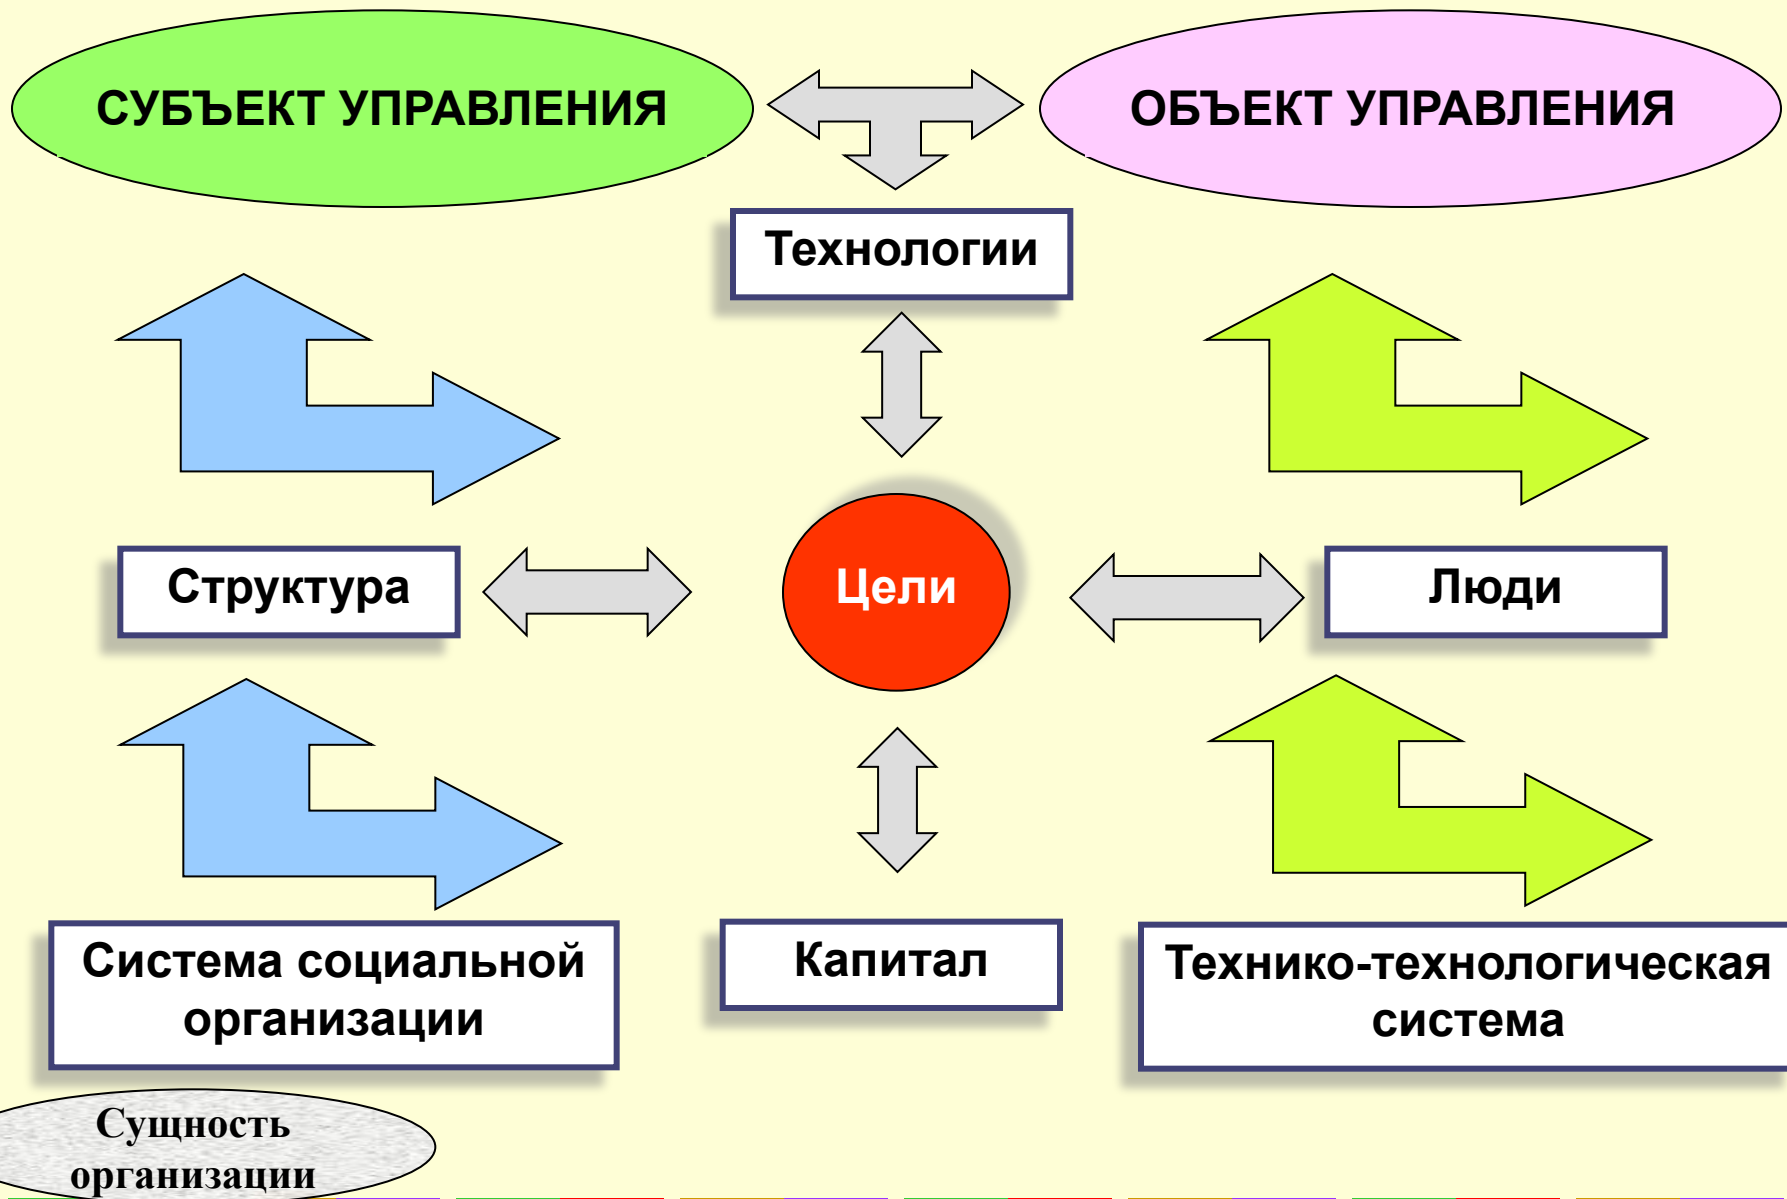 СУБЪЕКТ УПРАВЛЕНИЯ
ОБЪЕКТ УПРАВЛЕНИЯ
Технологии
Структура
Цели
Люди
Система социальной
организации
Капитал
Технико-технологическая
система
Сущность
организации